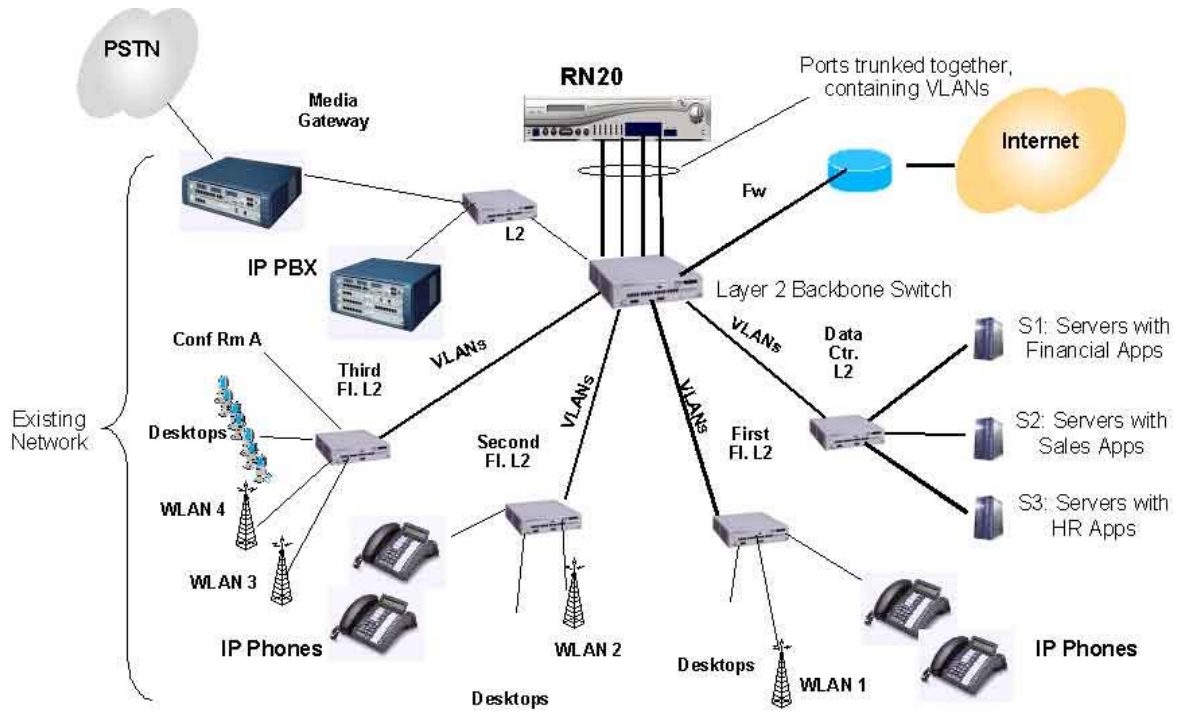 PSTN
RN20
Ports trunked together,
containing VLANs
Media
Gateway
Internet
Fw
L2
IP PBX
Layer 2 Backbone Switch
Conf Rm A
Third
Fl. L2
VLANs
VLANs
VLANs
VLANs
Data
Ctr.
L2
S1: Servers with
Financial Apps
Existing
Network
Desktops
Second
Fl. L2
First
Fl. L2
S2: Servers with
Sales Apps
WLAN 4
S3: Servers with
HR Apps
WLAN 3
IP Phones
WLAN 2
Desktops
IP Phones
WLAN 1
Desktops